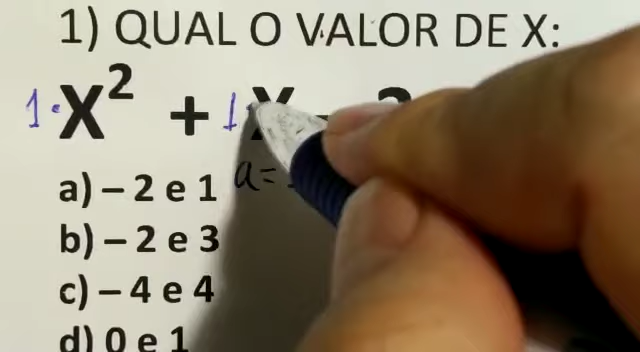 1) QUAL O VALOR DE X:
1·X² + 1·X
a) – 2 e 1
a=
b) – 2 e 3
c) – 4 e 4
d) 0 e 1